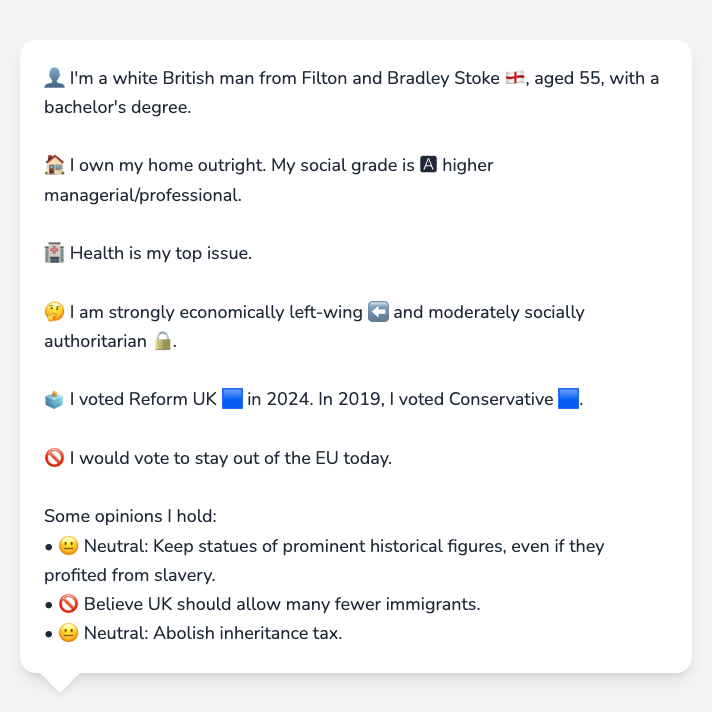 👤 I'm a white British man from Filton and Bradley Stoke 🏴󠁧󠁢󠁥󠁮󠁧󠁿, aged 55, with a
bachelor's degree.
🏠 I own my home outright. My social grade is 🅰 higher
managerial/professional.
🏥 Health is my top issue.
🤔 I am strongly economically left-wing ⬅️ and moderately socially
authoritarian 🔒.
🗳️ I voted Reform UK 🟦 in 2024. In 2019, I voted Conservative 🟦.
🚫 I would vote to stay out of the EU today.
Some opinions I hold:
• 😐 Neutral: Keep statues of prominent historical figures, even if they
profited from slavery.
• 🚫 Believe UK should allow many fewer immigrants.
• 😐 Neutral: Abolish inheritance tax.